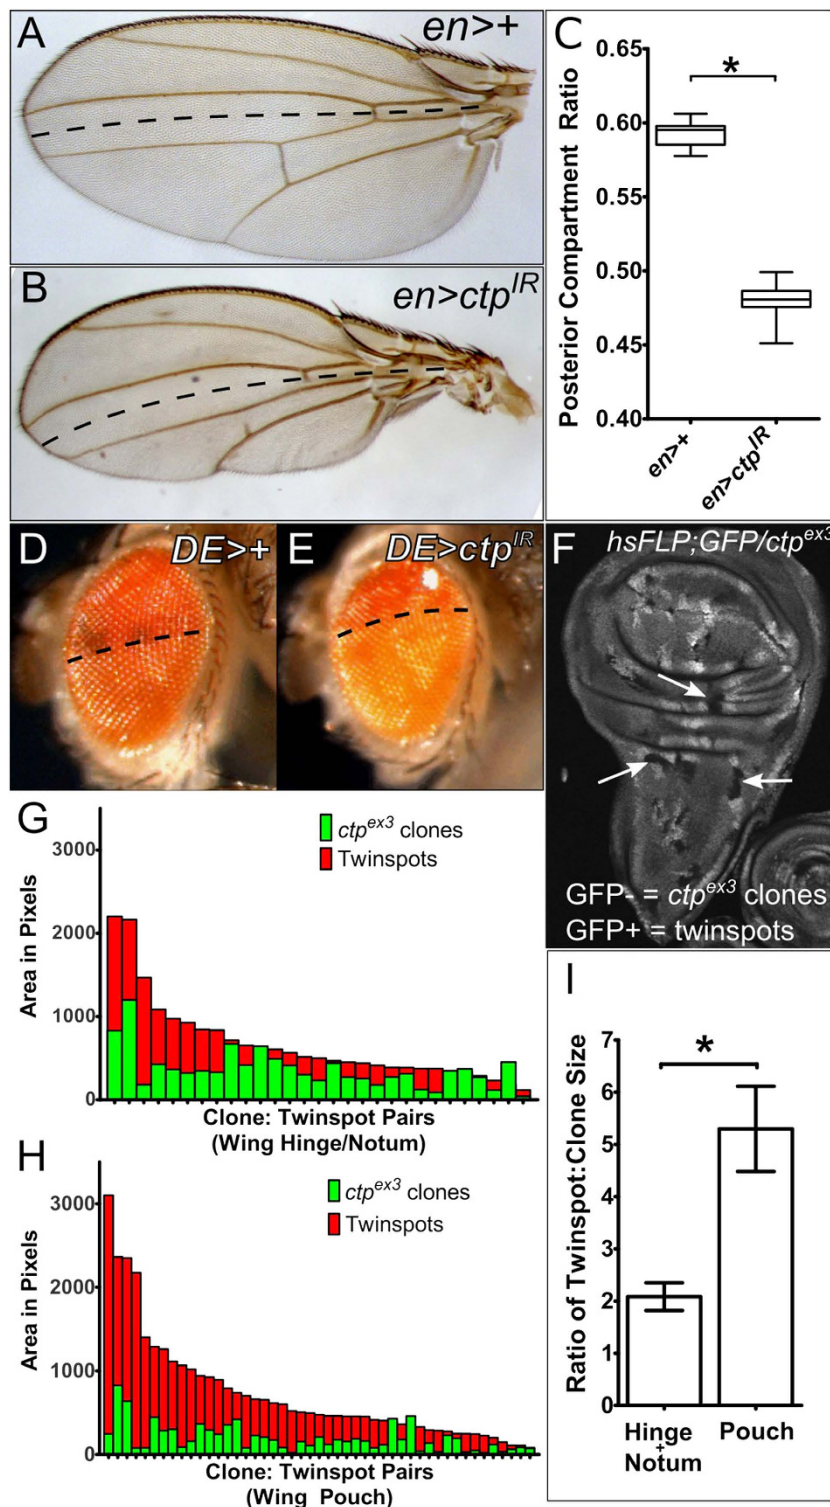 A
en>+
B
en>ctp^IR
C
Posterior Compartment Ratio
0.65
0.60
0.55
0.50
0.45
0.40
*
en>+
en>ctp^IR
D
DE>+
E
DE>ctp^IR
F
hsFLP;GFP/ctp^ex3
GFP- = ctp^ex3 clones
GFP+ = twinspots
G
Area in Pixels
3000
2000
1000
0
ctp^ex3 clones
Twinspots
Clone: Twinspot Pairs
(Wing Hinge/Notum)
H
Area in Pixels
3000
2000
1000
0
ctp^ex3 clones
Twinspots
Clone: Twinspot Pairs
(Wing Pouch)
I
Ratio of Twinspot:Clone Size
7
6
5
4
3
2
1
0
*
Hinge
+
Notum
Pouch